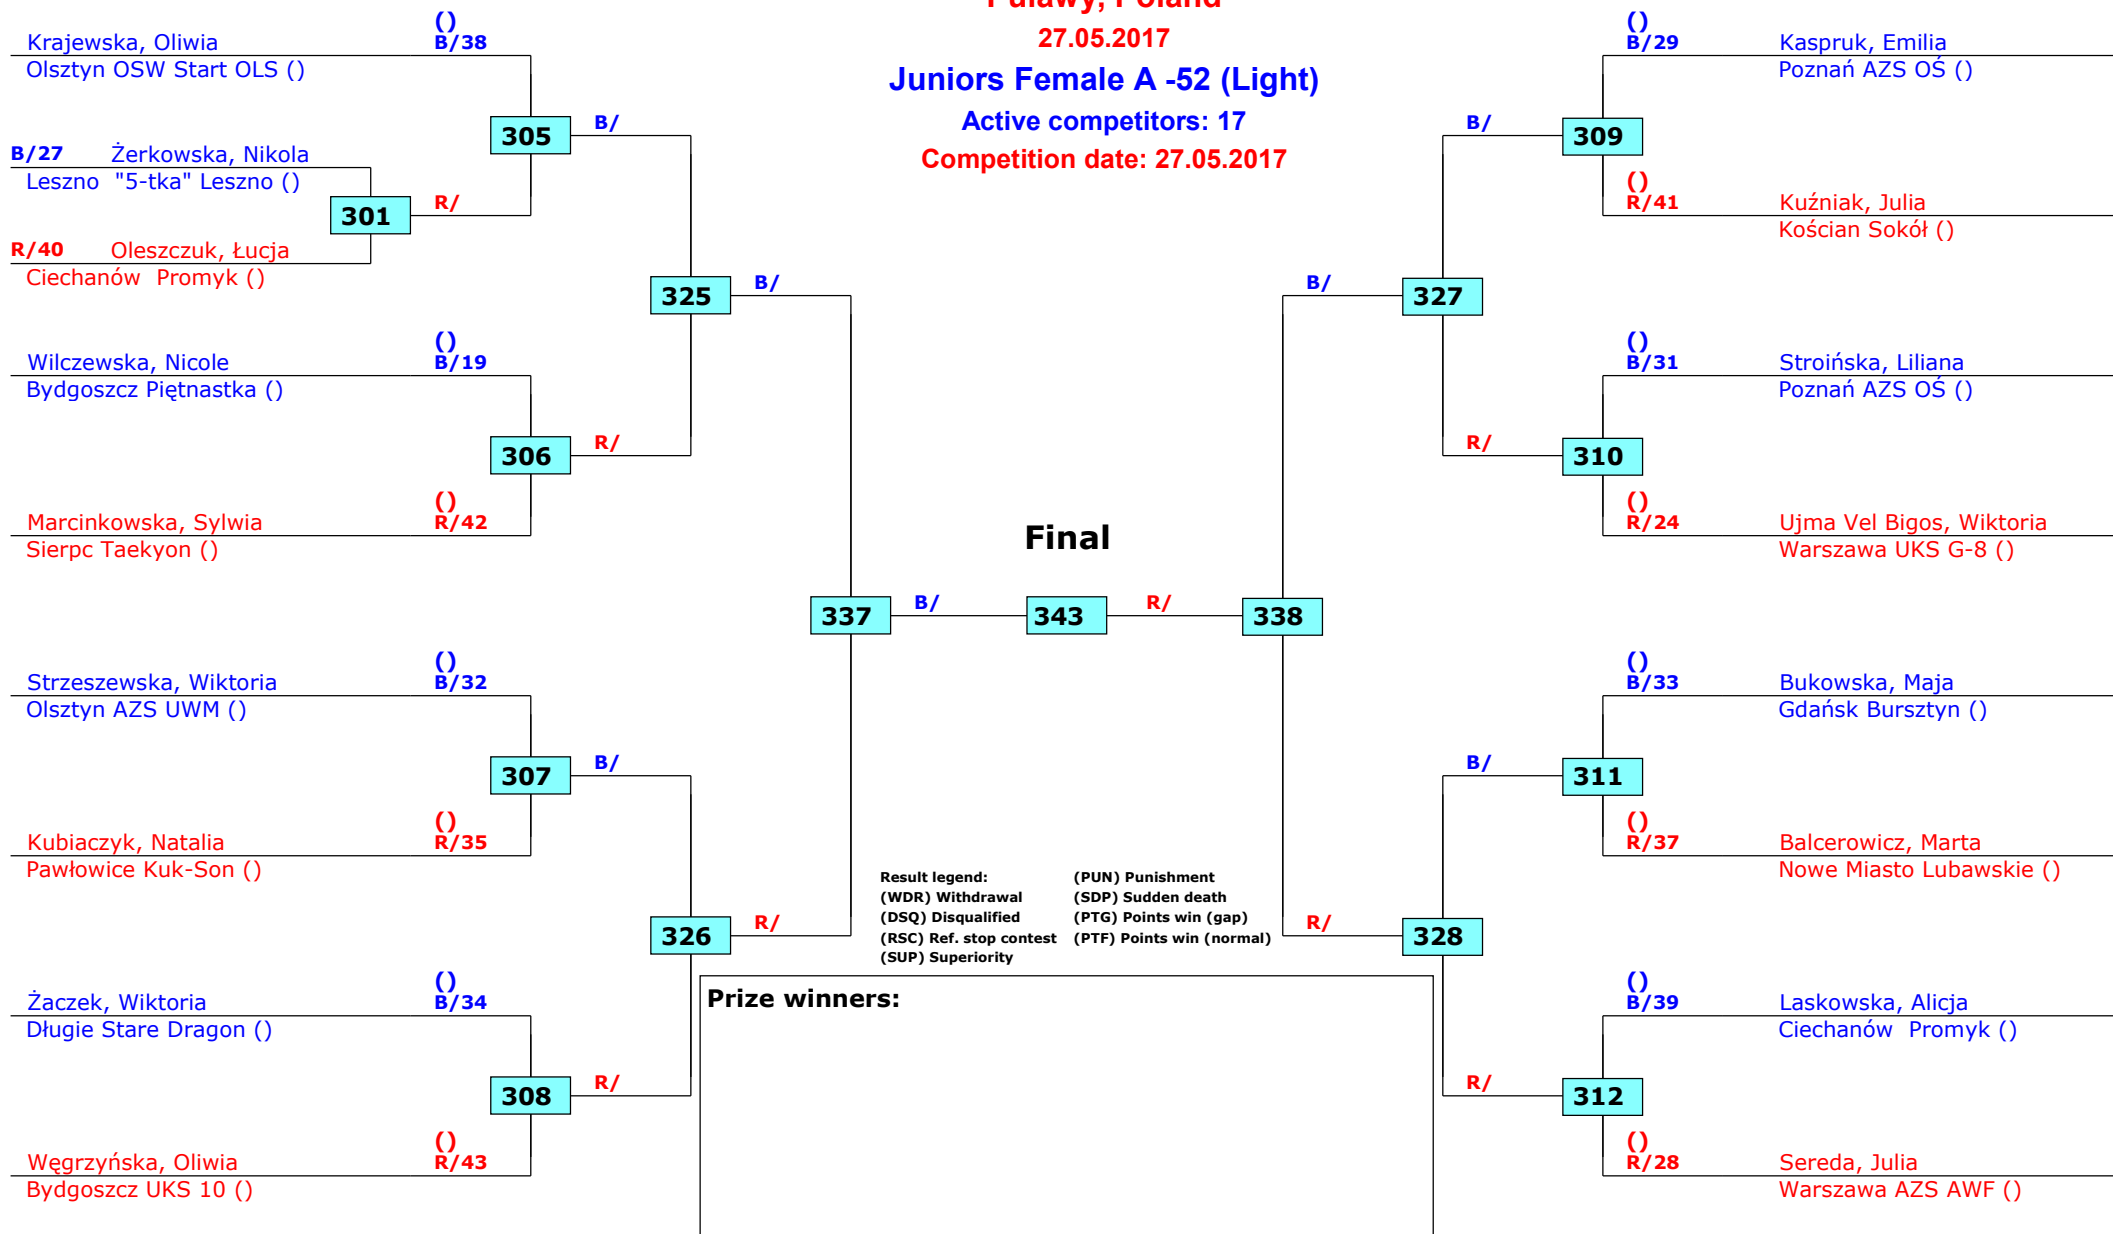 Pulawy, Poland
27.05.2017
Juniors Female A -52 (Light)
Active competitors: 17
Competition date: 27.05.2017
()
Krajewska, Oliwia B/38
Olsztyn OSW Start OLS ()
305 B/
B/27 Żerkowska, Nikola
Leszno "5-tka" Leszno ()
301 R/
R/40 Oleszczuk, Łucja
Ciechanów Promyk ()
325 B/
()
Wilczewska, Nicole B/19
Bydgoszcz Piętnastka ()
306 R/
()
Marcinkowska, Sylwia R/42
Sierpc Taekyon ()
Final
337 B/ 343 R/ 338
()
Strzeszewska, Wiktoria B/32
Olsztyn AZS UWM ()
307 B/
()
Kubiaczyk, Natalia R/35
Pawłowice Kuk-Son ()
326 R/
()
Żaczek, Wiktoria B/34
Długie Stare Dragon ()
308 R/
()
Węgrzyńska, Oliwia R/43
Bydgoszcz UKS 10 ()
()
B/29 Kaspruk, Emilia
Poznań AZS OŚ ()
B/ 309
()
R/41 Kuźniak, Julia
Kościan Sokół ()
B/ 327
()
B/31 Stroińska, Liliana
Poznań AZS OŚ ()
R/ 310
()
R/24 Ujma Vel Bigos, Wiktoria
Warszawa UKS G-8 ()
()
B/33 Bukowska, Maja
Gdańsk Bursztyn ()
B/ 311
()
R/37 Balcerowicz, Marta
Nowe Miasto Lubawskie ()
R/ 328
()
B/39 Laskowska, Alicja
Ciechanów Promyk ()
R/ 312
()
R/28 Sereda, Julia
Warszawa AZS AWF ()
Result legend: (PUN) Punishment
(WDR) Withdrawal (SDP) Sudden death
(DSQ) Disqualified (PTG) Points win (gap)
(RSC) Ref. stop contest (PTF) Points win (normal)
(SUP) Superiority
Prize winners: